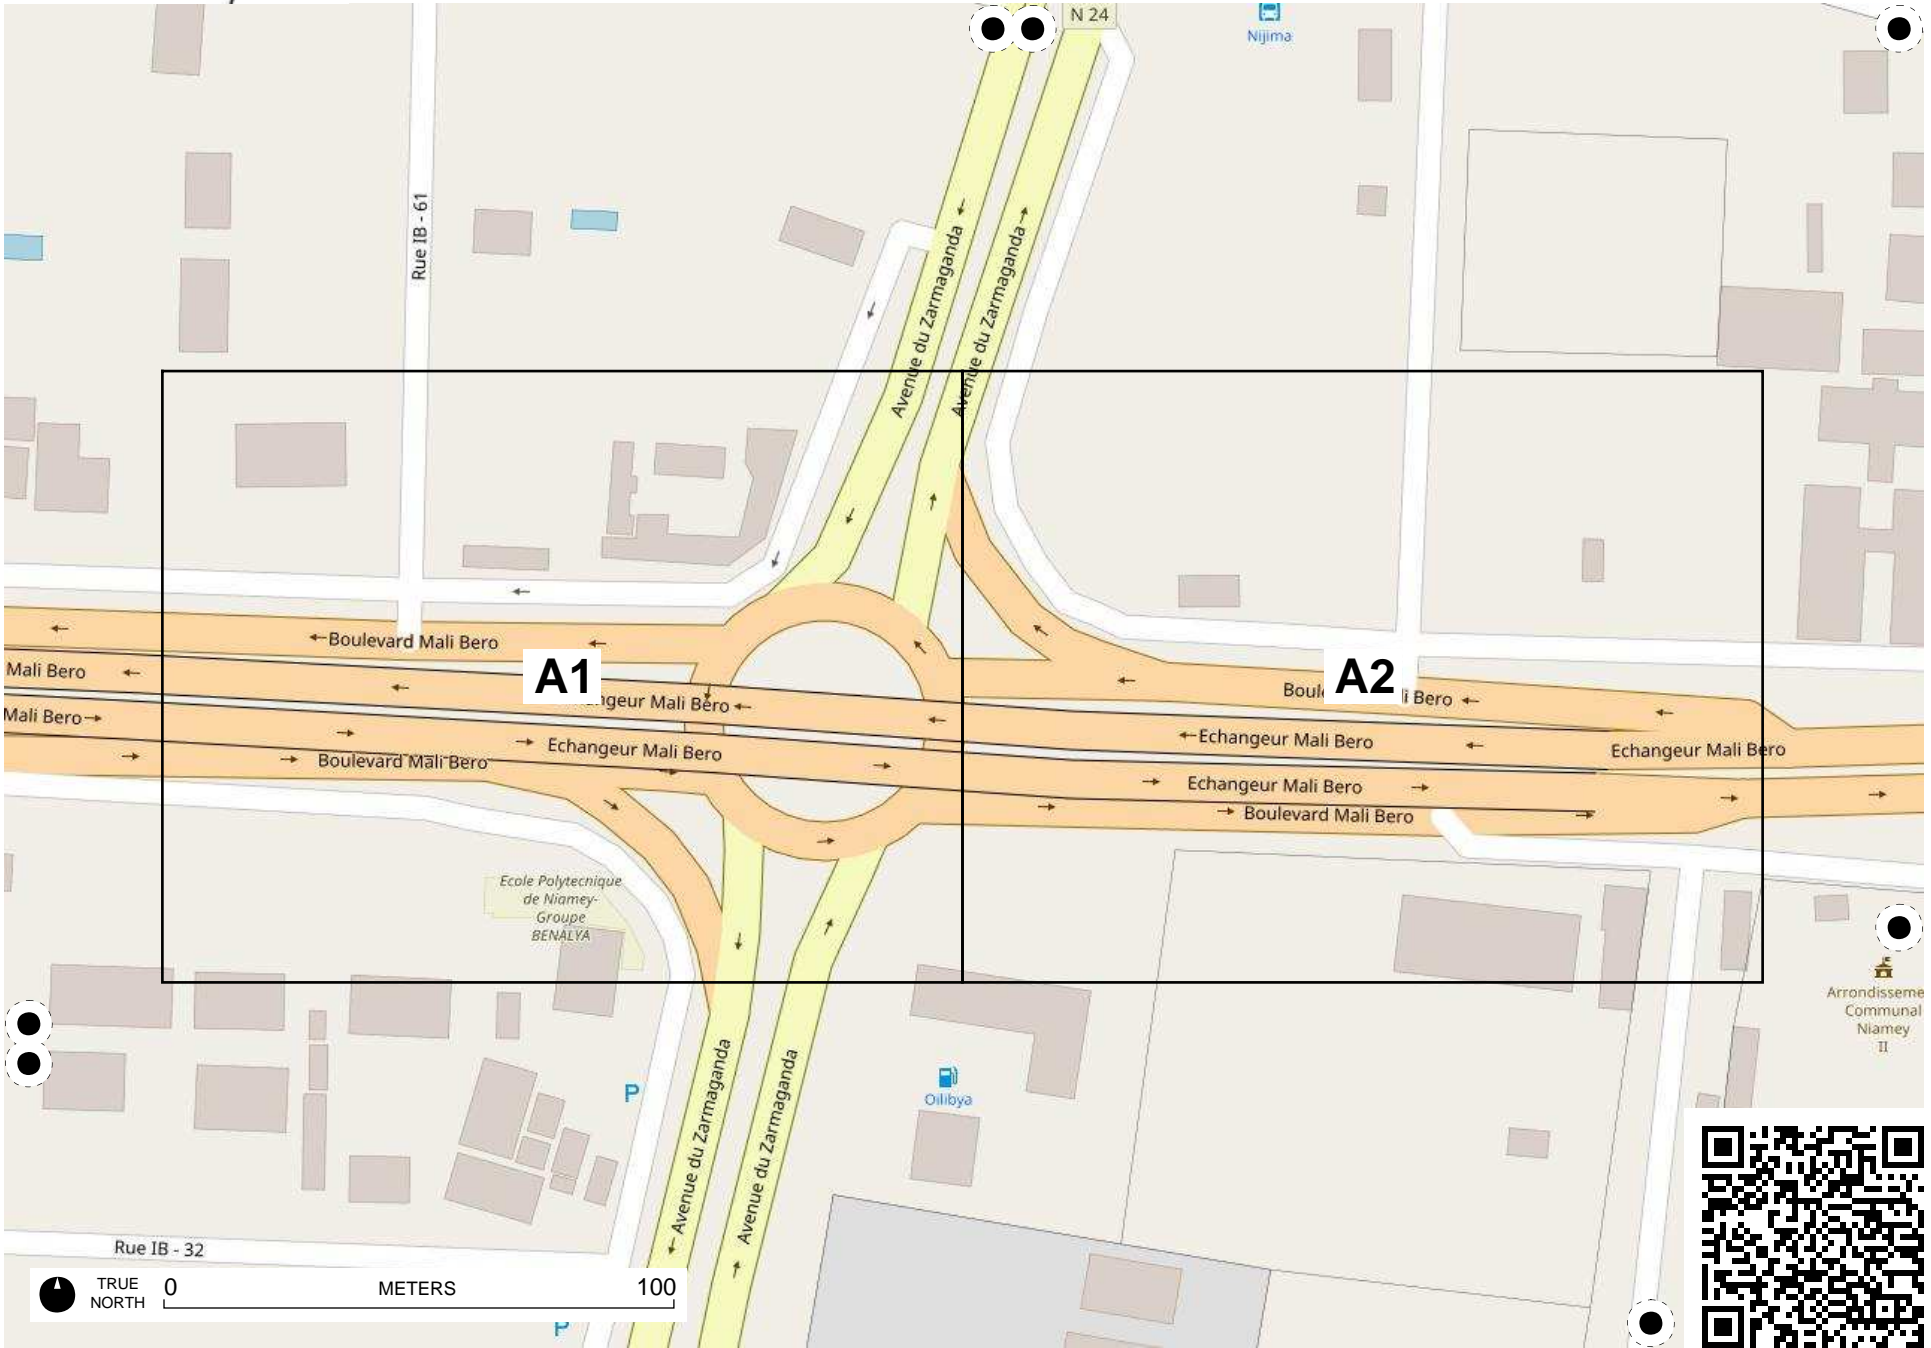 N 24
Nijima
Rue IB - 61
Avenue du Zarmaganda
Avenue du Zarmaganda
Boulevard Mali Bero
A1
A2
Mali Bero
angeur Mali Bero
Boul
i Bero
Mali Bero
Echangeur Mali Bero
Echangeur Mali Bero
Echangeur Mali Bero
Boulevard Mali Bero
Echangeur Mali Bero
Boulevard Mali Bero
Ecole Polytecnique
de Niamey-
Groupe
BENALYA
Arrondisseme
Communal
Niamey
II
P
Oilibya
Avenue du Zarmaganda
Avenue du Zarmaganda
Rue IB - 32
TRUE
NORTH
0
METERS
100
P